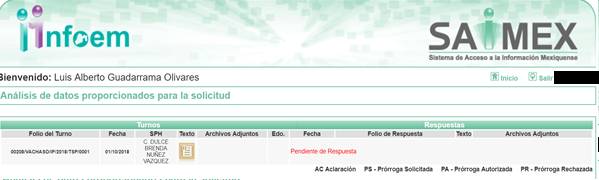 infoem
SAIMEX
Sistema de Acceso a la Información Mexiquense
Bienvenido: Luis Alberto Guadarrama Olivares
Inicio Salir
Análisis de datos proporcionados para la solicitud
Turnos Respuestas
Folio del Turno Fecha SPH Texto Archivos Adjuntos Edo. Fecha Folio de Respuesta Texto Archivos Adjuntos
00208/VACHASO/IP/2018/TSP/0001 01/10/2018 C. DULCE BRENDA NUÑEZ VAZQUEZ Pendiente de Respuesta
AC Aclaración PS - Prórroga Solicitada PA - Prórroga Autorizada PR - Prórroga Rechazada